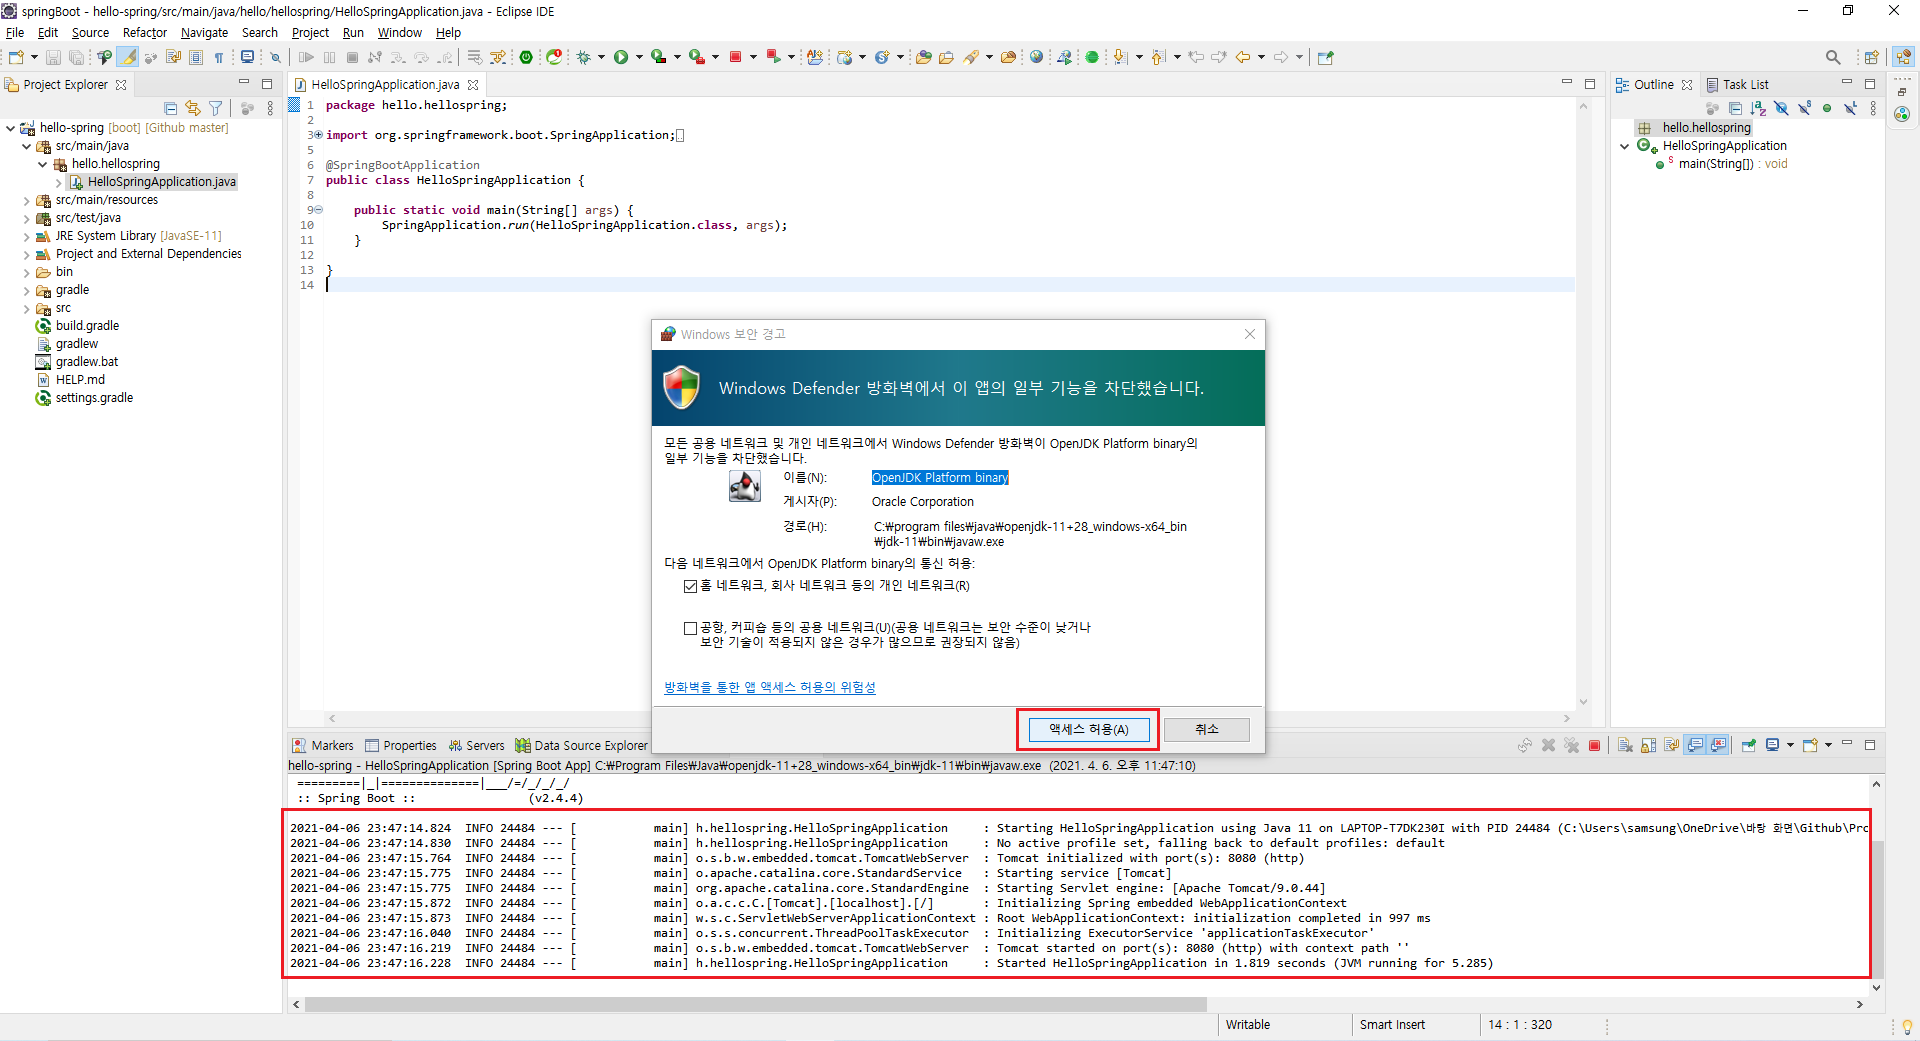 springBoot - hello-spring/src/main/java/hello/hellospring/HelloSpringApplication.java - Eclipse IDE
File Edit Source Refactor Navigate Search Project Run Window Help
Project Explorer
hello-spring [boot] [Github master]
src/main/java
hello.hellospring
HelloSpringApplication.java
src/main/resources
src/test/java
JRE System Library [JavaSE-11]
Project and External Dependencies
bin
gradle
src
build.gradle
gradlew
gradlew.bat
HELP.md
settings.gradle
HelloSpringApplication.java
1 package hello.hellospring;
2
3 import org.springframework.boot.SpringApplication;
5
6 @SpringBootApplication
7 public class HelloSpringApplication {
8
9     public static void main(String[] args) {
10         SpringApplication.run(HelloSpringApplication.class, args);
11     }
12
13 }
14
Outline Task List
hello.hellospring
HelloSpringApplication
main(String[]) : void
Windows 보안 경고
Windows Defender 방화벽에서 이 앱의 일부 기능을 차단했습니다.
모든 공용 네트워크 및 개인 네트워크에서 Windows Defender 방화벽이 OpenJDK Platform binary의
일부 기능을 차단했습니다.
이름(N): OpenJDK Platform binary
게시자(P): Oracle Corporation
경로(H): C:₩program files₩java₩openjdk-11+28_windows-x64_bin
₩jdk-11₩bin₩javaw.exe
다음 네트워크에서 OpenJDK Platform binary의 통신 허용:
홈 네트워크, 회사 네트워크 등의 개인 네트워크(R)
공항, 커피숍 등의 공용 네트워크(U)(공용 네트워크는 보안 수준이 낮거나
보안 기술이 적용되지 않은 경우가 많으므로 권장되지 않음)
방화벽을 통한 앱 액세스 허용의 위험성
액세스 허용(A) 취소
Markers Properties Servers Data Source Explorer
hello-spring - HelloSpringApplication [Spring Boot App] C:₩Program Files₩Java₩openjdk-11+28_windows-x64_bin₩jdk-11₩bin₩javaw.exe (2021. 4. 6. 오후 11:47:10)
=========|_|==============|___/=/_/_/_/
:: Spring Boot ::                (v2.4.4)
2021-04-06 23:47:14.824  INFO 24484 --- [           main] h.hellospring.HelloSpringApplication     : Starting HelloSpringApplication using Java 11 on LAPTOP-T7DK230I with PID 24484 (C:\Users\samsung\OneDrive\바탕 화면\Github\Prc
2021-04-06 23:47:14.830  INFO 24484 --- [           main] h.hellospring.HelloSpringApplication     : No active profile set, falling back to default profiles: default
2021-04-06 23:47:15.764  INFO 24484 --- [           main] o.s.b.w.embedded.tomcat.TomcatWebServer  : Tomcat initialized with port(s): 8080 (http)
2021-04-06 23:47:15.775  INFO 24484 --- [           main] o.apache.catalina.core.StandardService   : Starting service [Tomcat]
2021-04-06 23:47:15.775  INFO 24484 --- [           main] org.apache.catalina.core.StandardEngine  : Starting Servlet engine: [Apache Tomcat/9.0.44]
2021-04-06 23:47:15.872  INFO 24484 --- [           main] o.a.c.c.C.[Tomcat].[localhost].[/]       : Initializing Spring embedded WebApplicationContext
2021-04-06 23:47:15.873  INFO 24484 --- [           main] w.s.c.ServletWebServerApplicationContext : Root WebApplicationContext: initialization completed in 997 ms
2021-04-06 23:47:16.040  INFO 24484 --- [           main] o.s.s.concurrent.ThreadPoolTaskExecutor  : Initializing ExecutorService 'applicationTaskExecutor'
2021-04-06 23:47:16.219  INFO 24484 --- [           main] o.s.b.w.embedded.tomcat.TomcatWebServer  : Tomcat started on port(s): 8080 (http) with context path ''
2021-04-06 23:47:16.228  INFO 24484 --- [           main] h.hellospring.HelloSpringApplication     : Started HelloSpringApplication in 1.819 seconds (JVM running for 5.285)
Writable Smart Insert 14 : 1 : 320